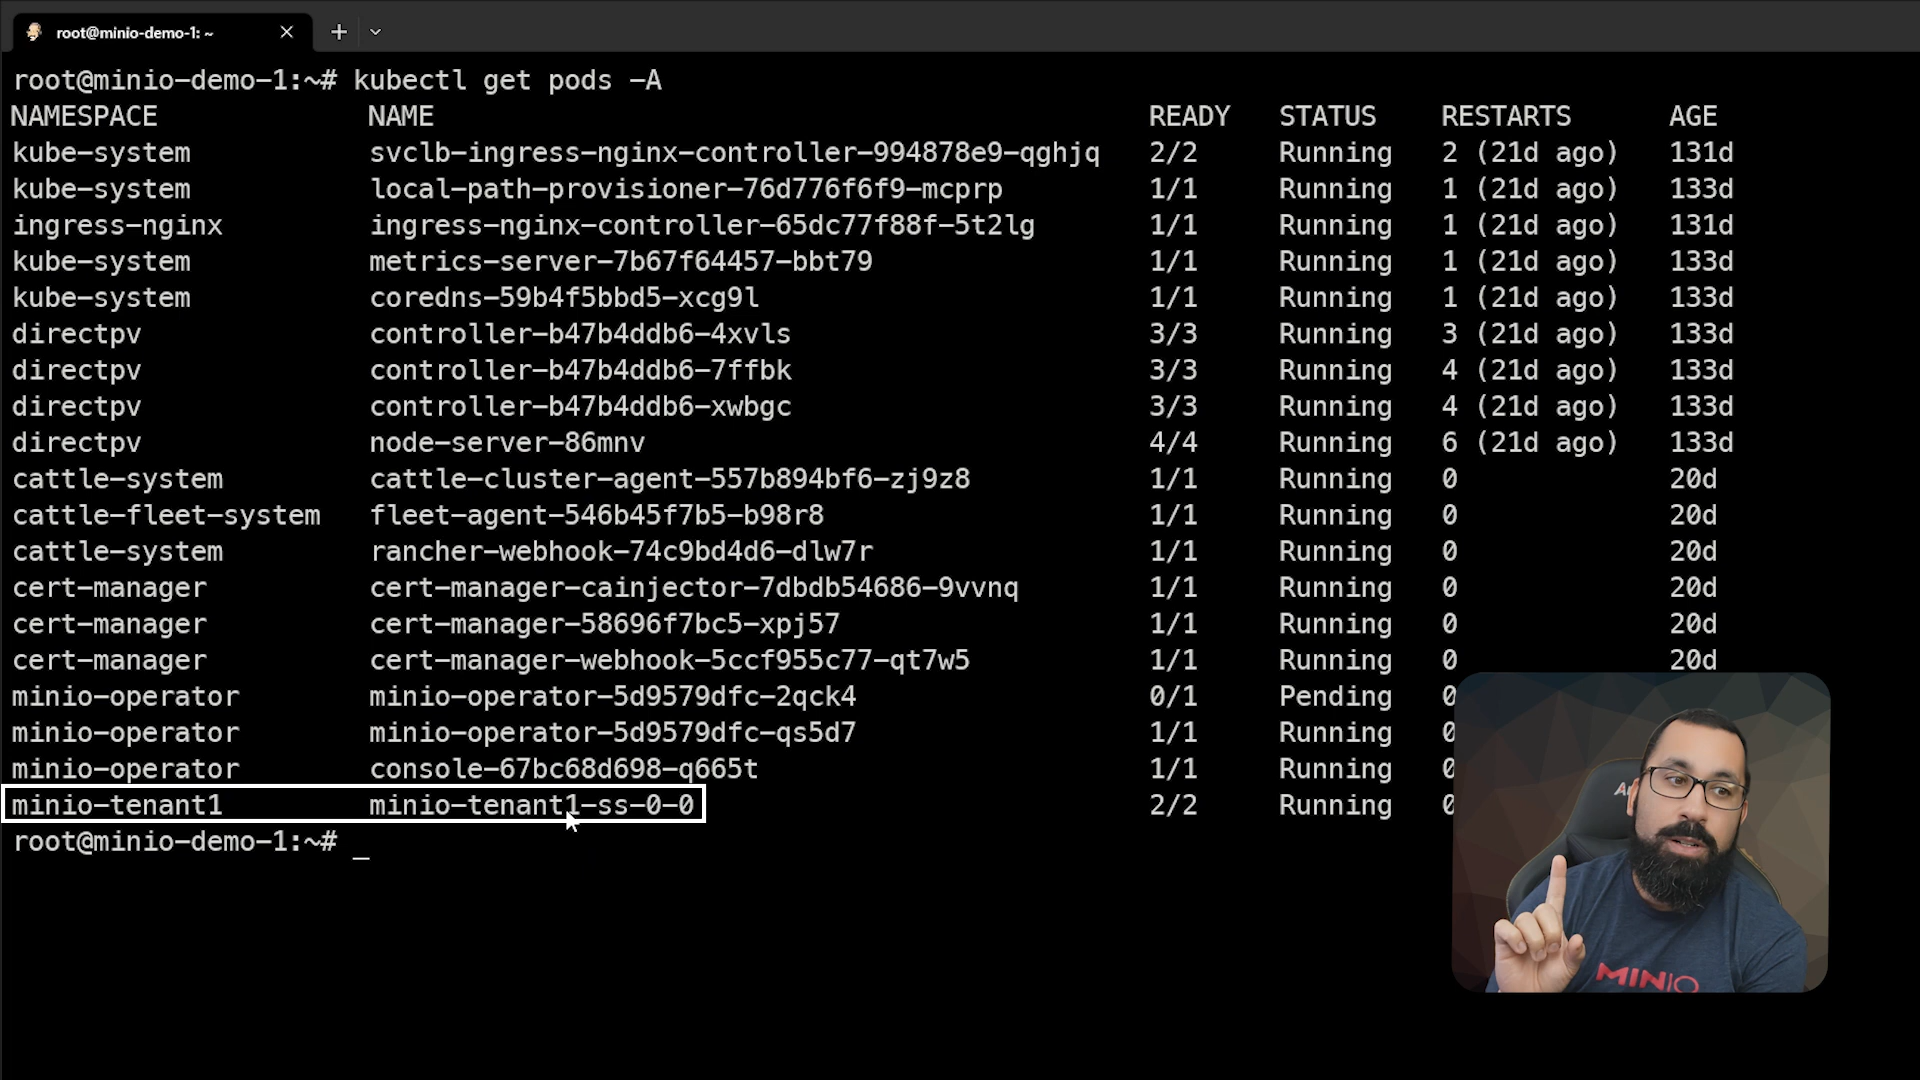 root@minio-demo-1: ~
root@minio-demo-1:~# kubectl get pods -A
NAMESPACE NAME READY STATUS RESTARTS AGE
kube-system svclb-ingress-nginx-controller-994878e9-qghjq 2/2 Running 2 (21d ago) 131d
kube-system local-path-provisioner-76d776f6f9-mcprp 1/1 Running 1 (21d ago) 133d
ingress-nginx ingress-nginx-controller-65dc77f88f-5t2lg 1/1 Running 1 (21d ago) 131d
kube-system metrics-server-7b67f64457-bbt79 1/1 Running 1 (21d ago) 133d
kube-system coredns-59b4f5bbd5-xcg9l 1/1 Running 1 (21d ago) 133d
directpv controller-b47b4ddb6-4xvls 3/3 Running 3 (21d ago) 133d
directpv controller-b47b4ddb6-7ffbk 3/3 Running 4 (21d ago) 133d
directpv controller-b47b4ddb6-xwbgc 3/3 Running 4 (21d ago) 133d
directpv node-server-86mnv 4/4 Running 6 (21d ago) 133d
cattle-system cattle-cluster-agent-557b894bf6-zj9z8 1/1 Running 0 20d
cattle-fleet-system fleet-agent-546b45f7b5-b98r8 1/1 Running 0 20d
cattle-system rancher-webhook-74c9bd4d6-dlw7r 1/1 Running 0 20d
cert-manager cert-manager-cainjector-7dbdb54686-9vvnq 1/1 Running 0 20d
cert-manager cert-manager-58696f7bc5-xpj57 1/1 Running 0 20d
cert-manager cert-manager-webhook-5ccf955c77-qt7w5 1/1 Running 0 20d
minio-operator minio-operator-5d9579dfc-2qck4 0/1 Pending 0
minio-operator minio-operator-5d9579dfc-qs5d7 1/1 Running 0
minio-operator console-67bc68d698-q665t 1/1 Running 0
minio-tenant1 minio-tenant1-ss-0-0 2/2 Running 0
root@minio-demo-1:~# _
MINIO